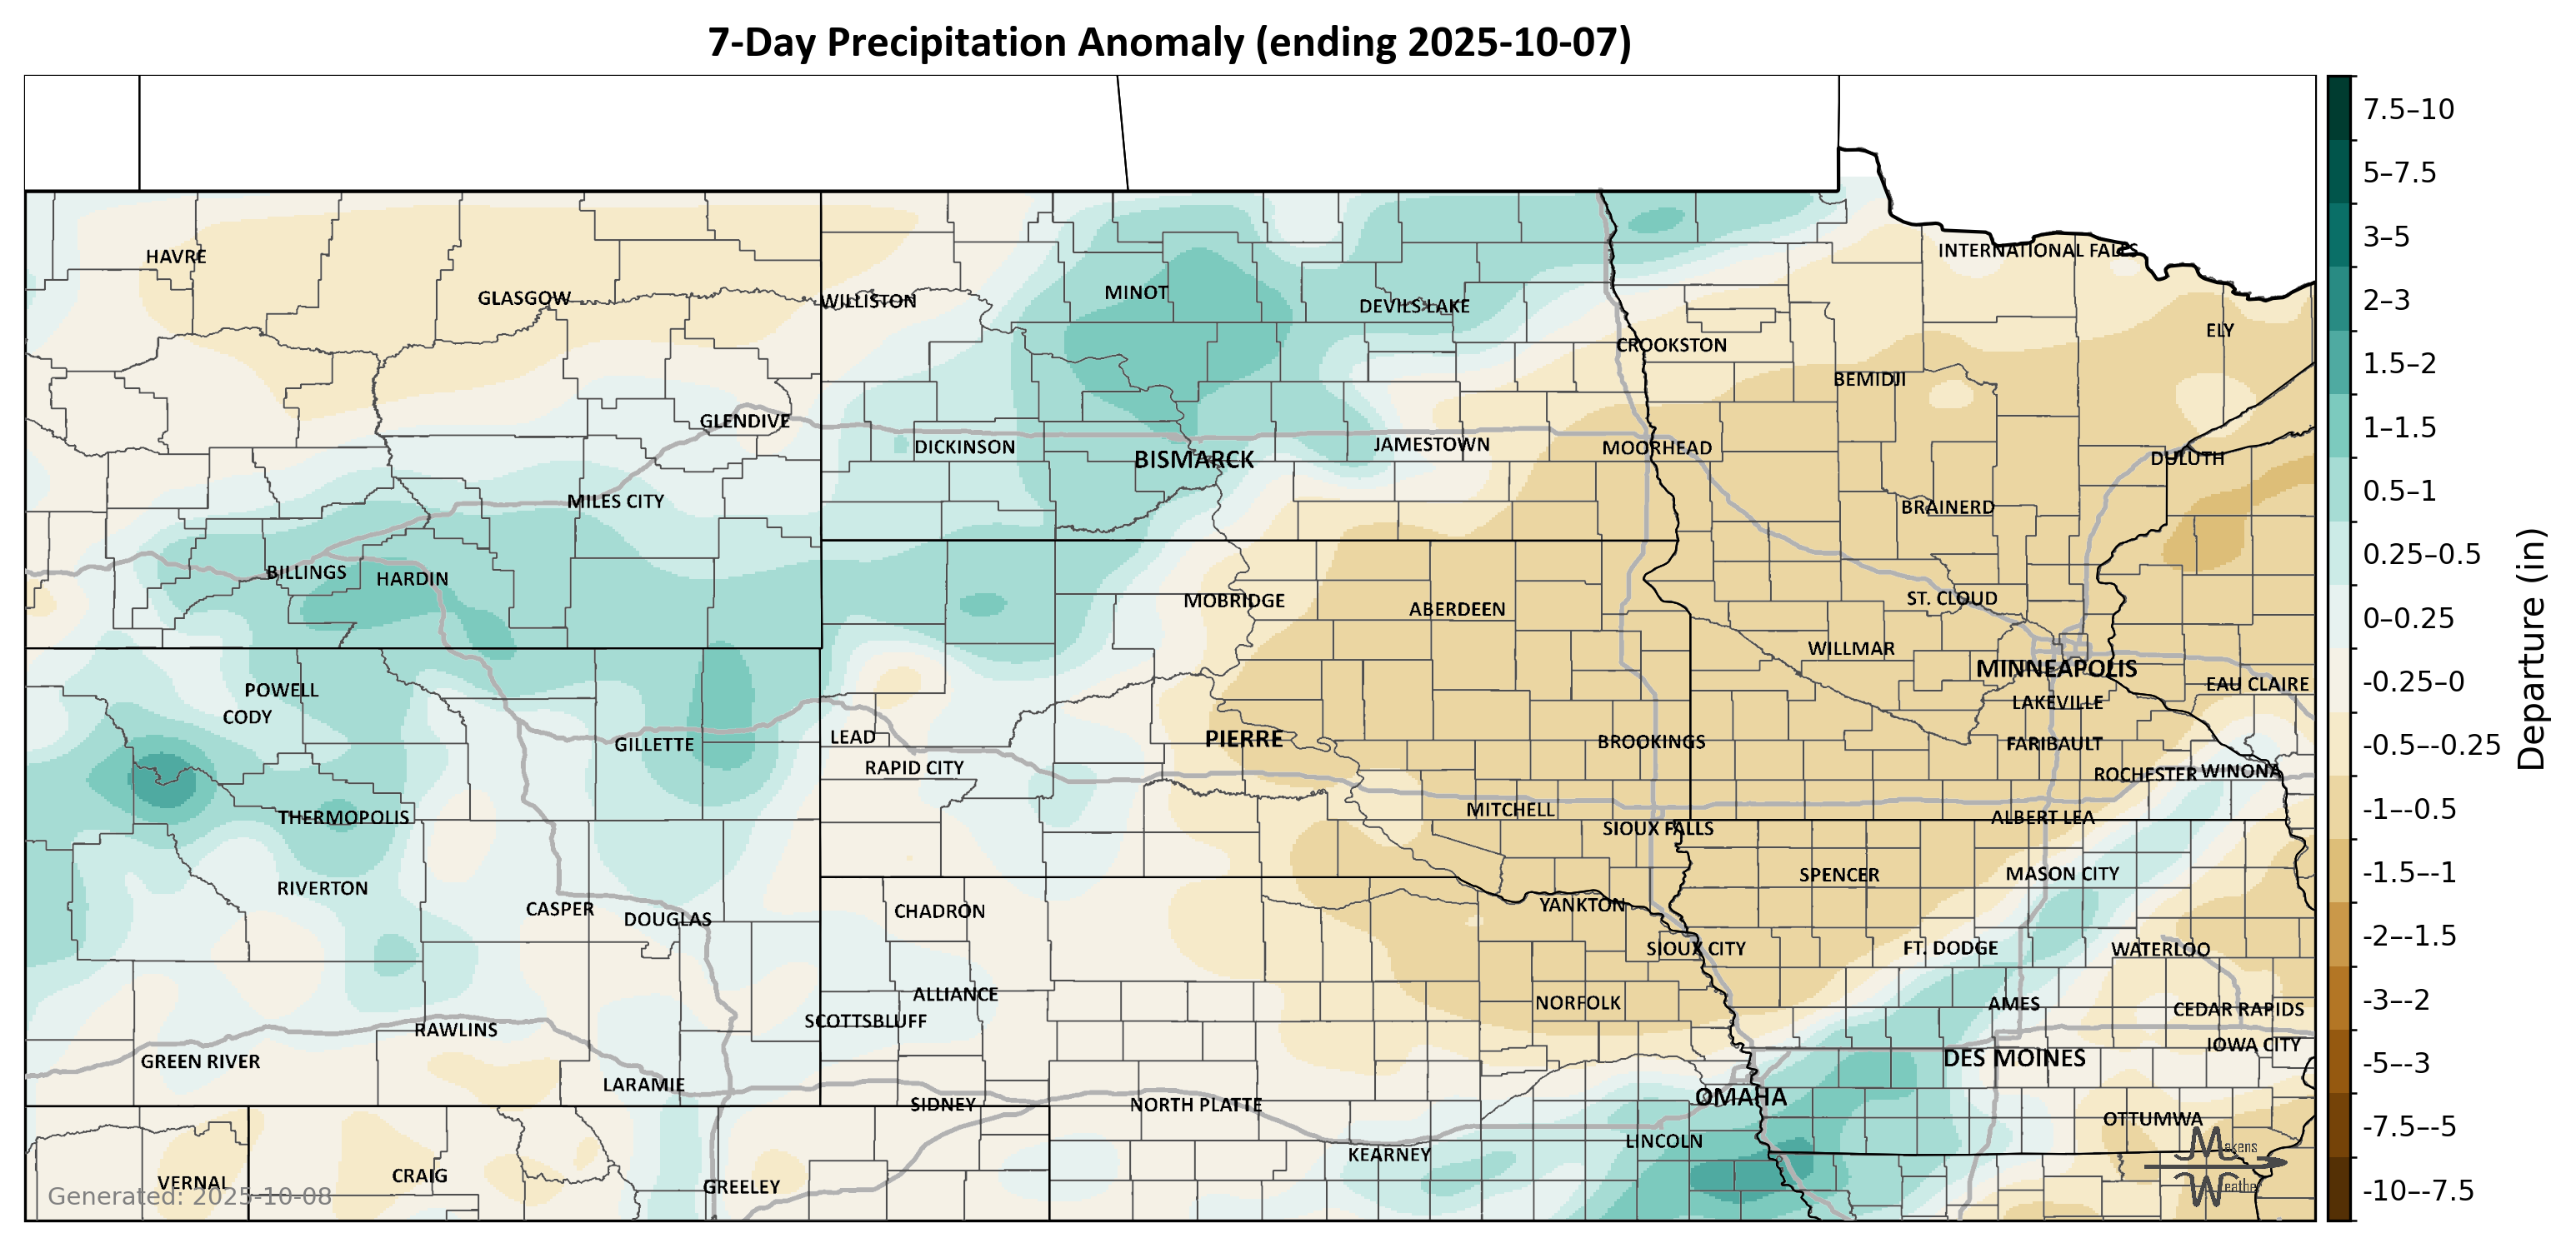 7-Day Precipitation Anomaly (ending 2025-10-07)
HAVRE
GLASGOW
WILLISTON
MINOT
DEVILS LAKE
INTERNATIONAL FALLS
CROOKSTON
ELY
BEMIDJI
GLENDIVE
DICKINSON
BISMARCK
JAMESTOWN
MOORHEAD
DULUTH
MILES CITY
BRAINERD
BILLINGS
HARDIN
MOBRIDGE
ABERDEEN
ST. CLOUD
WILLMAR
MINNEAPOLIS
EAU CLAIRE
POWELL
CODY
LAKEVILLE
GILLETTE
LEAD
PIERRE
BROOKINGS
FARIBAULT
RAPID CITY
ROCHESTER
WINONA
THERMOPOLIS
MITCHELL
SIOUX FALLS
ALBERT LEA
RIVERTON
SPENCER
MASON CITY
CASPER
DOUGLAS
CHADRON
YANKTON
SIOUX CITY
FT. DODGE
WATERLOO
ALLIANCE
NORFOLK
AMES
CEDAR RAPIDS
SCOTTSBLUFF
RAWLINS
IOWA CITY
GREEN RIVER
DES MOINES
LARAMIE
SIDNEY
NORTH PLATTE
OMAHA
OTTUMWA
LINCOLN
KEARNEY
VERNAL
CRAIG
GREELEY
Generated: 2025-10-08
Makens
Weather
7.5–10
5–7.5
3–5
2–3
1.5–2
1–1.5
0.5–1
0.25–0.5
0–0.25
-0.25–0
-0.5–-0.25
-1–-0.5
-1.5–-1
-2–-1.5
-3–-2
-5–-3
-7.5–-5
-10–-7.5
Departure (in)